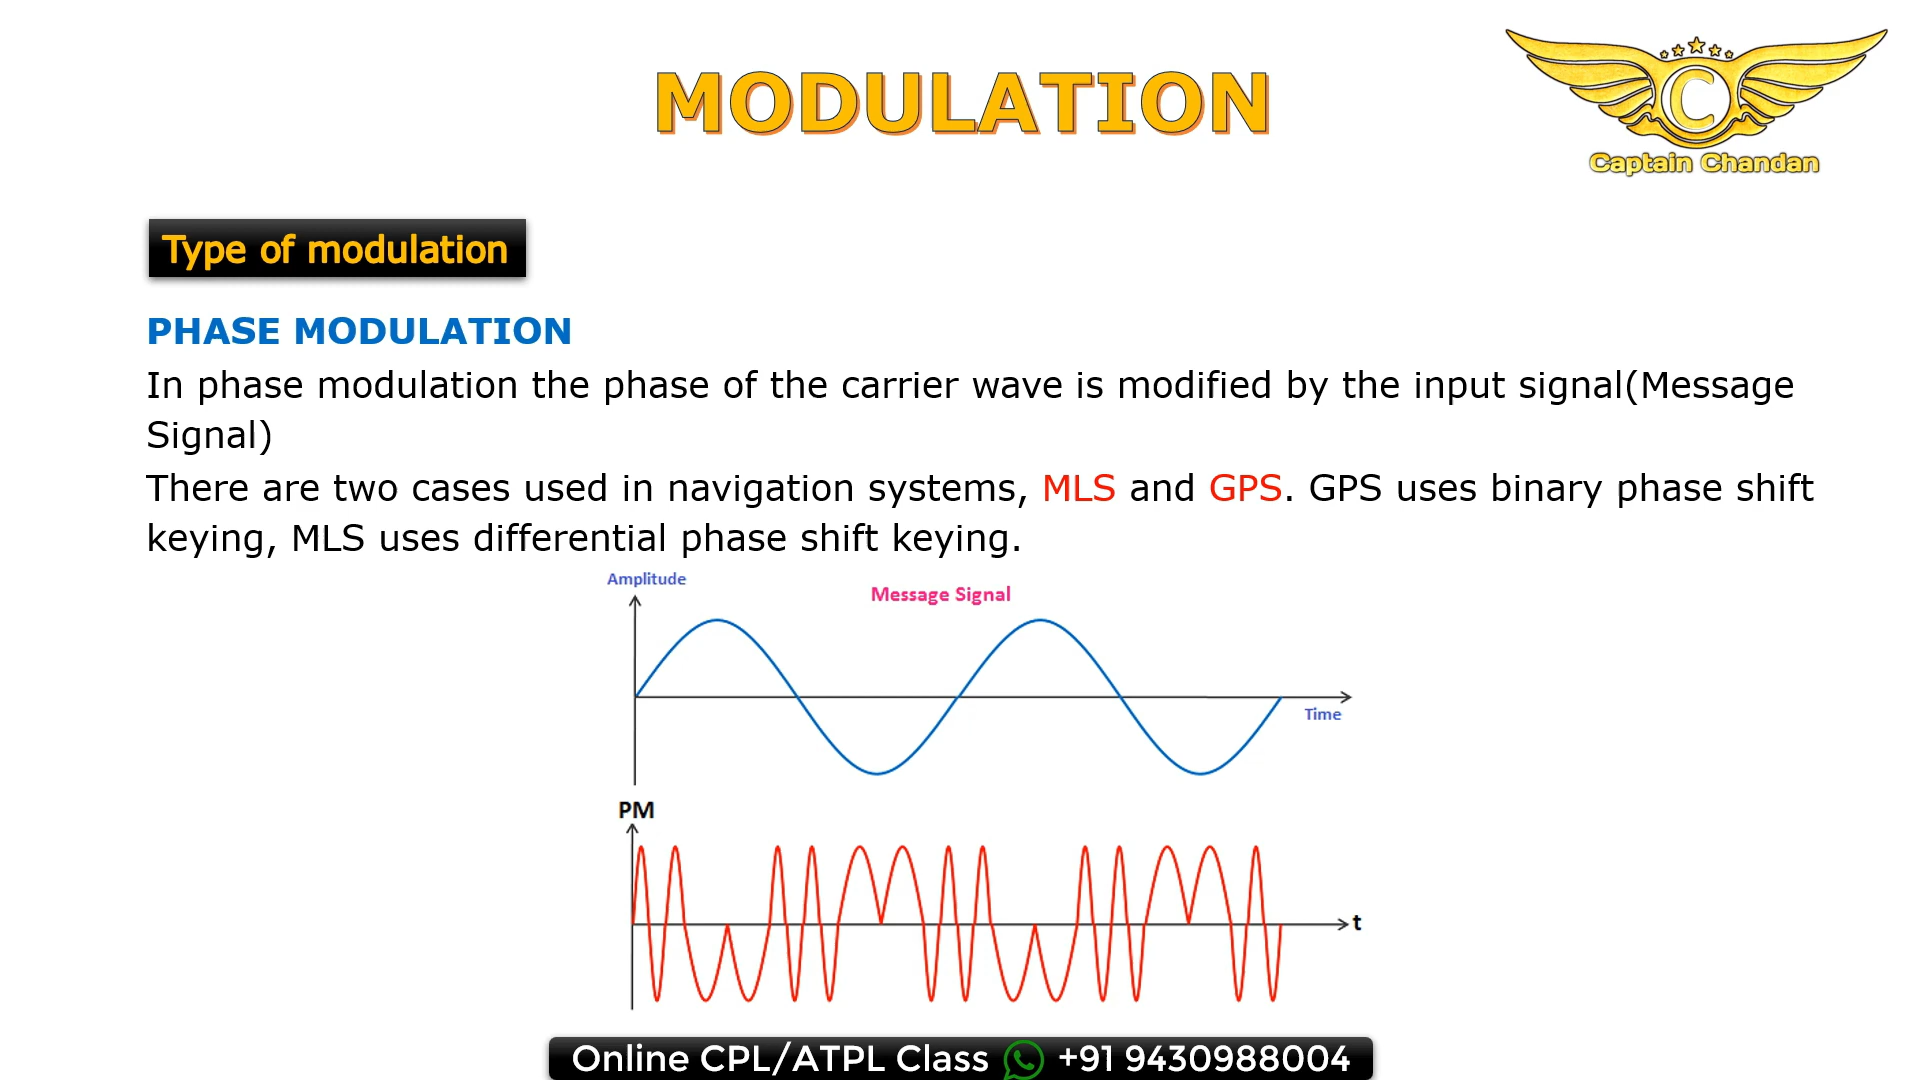 MODULATION
C
Captain Chandan
Type of modulation
PHASE MODULATION
In phase modulation the phase of the carrier wave is modified by the input signal(Message
Signal)
There are two cases used in navigation systems, MLS and GPS. GPS uses binary phase shift
keying, MLS uses differential phase shift keying.
Amplitude
Message Signal
Time
PM
t
Online CPL/ATPL Class +91 9430988004